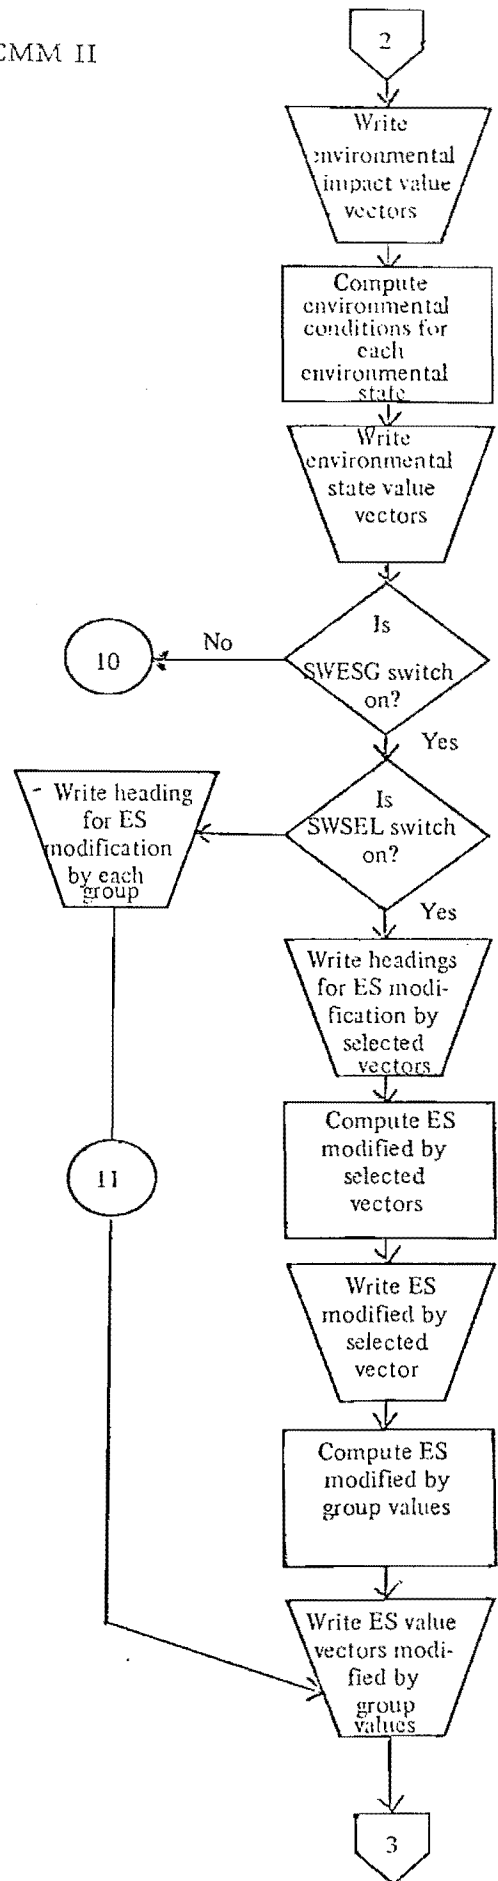 CMM II
2
Write
environmental
impact value
vectors
Compute
environmental
conditions for
each
environmental
state
Write
environmental
state value
vectors
Is
SWESG switch
on?
No
10
Yes
Is
SWSEL switch
on?
- Write heading
for ES
modification
by each
group
Yes
Write headings
for ES modi-
fication by
selected
vectors
11
Compute ES
modified by
selected
vectors
Write ES
modified by
selected
vector
Compute ES
modified by
group values
Write ES value
vectors modi-
fied by
group
values
3